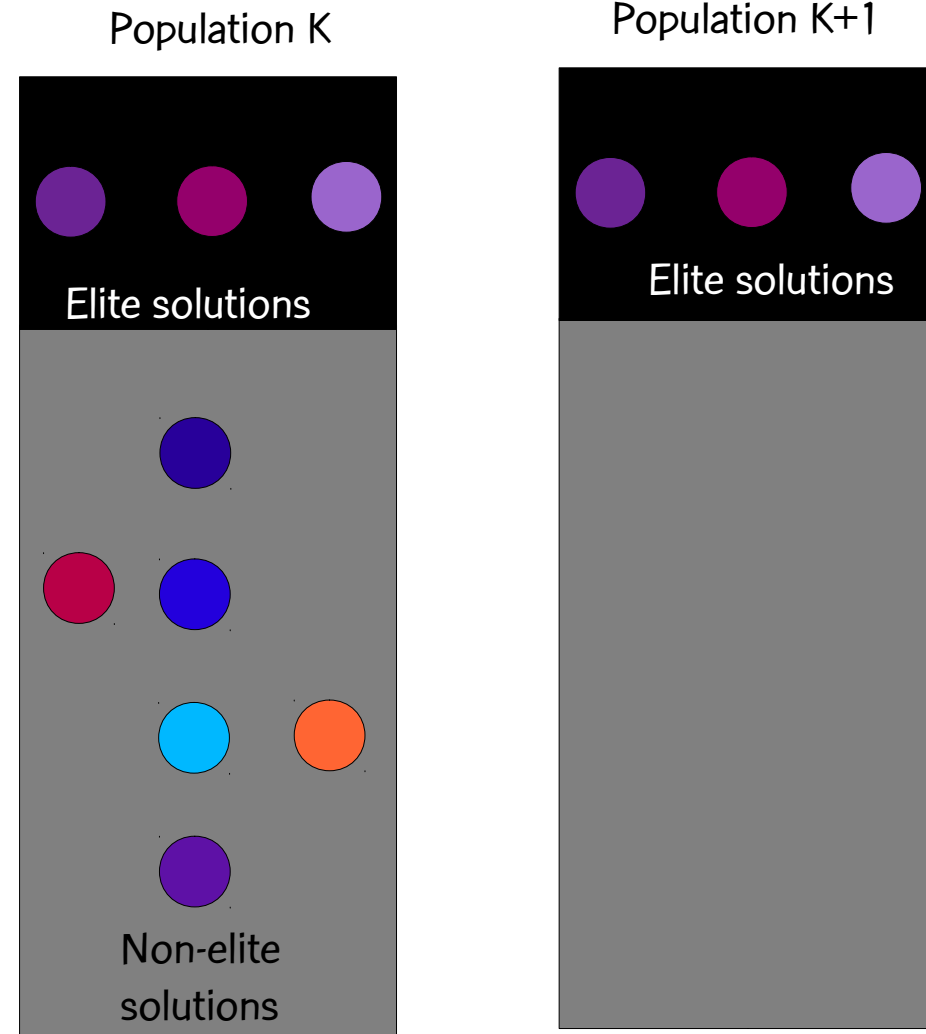 Population K
Population K+1
Elite solutions
Elite solutions
Non-elite
solutions